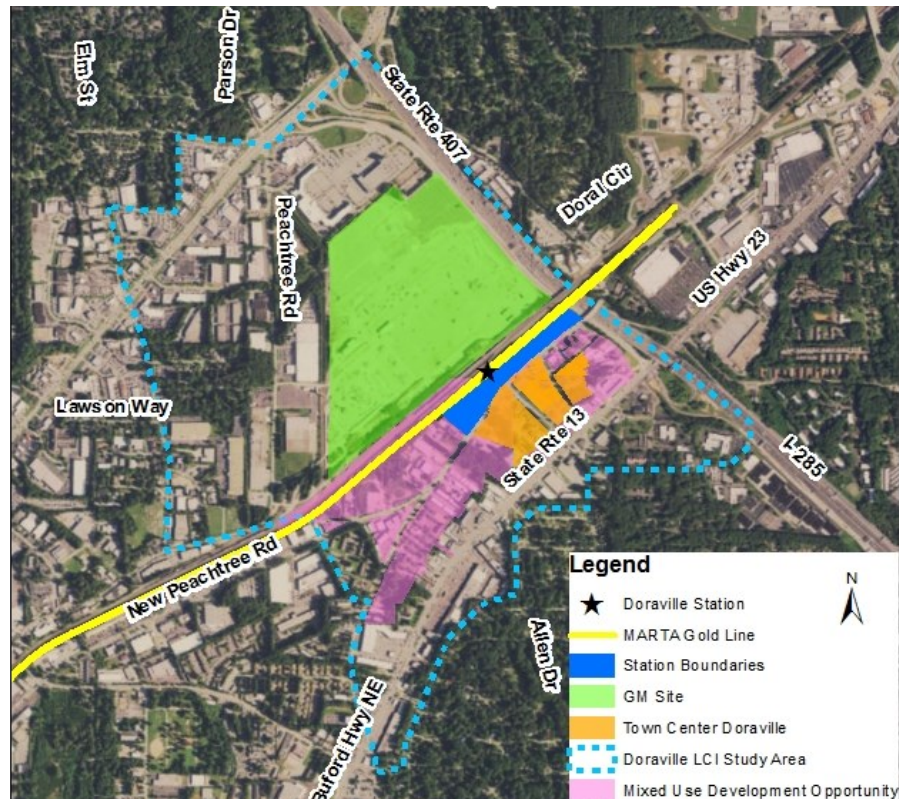 Elm St
Parson Dr
State Rte 407
Peachtree Rd
Doral Cir
US Hwy 23
Lawson Way
State Rte 13
I-285
New Peachtree Rd
Allen Dr
Buford Hwy NE
Legend
N
Doraville Station
MARTA Gold Line
Station Boundaries
GM Site
Town Center Doraville
Doraville LCI Study Area
Mixed Use Development Opportunity